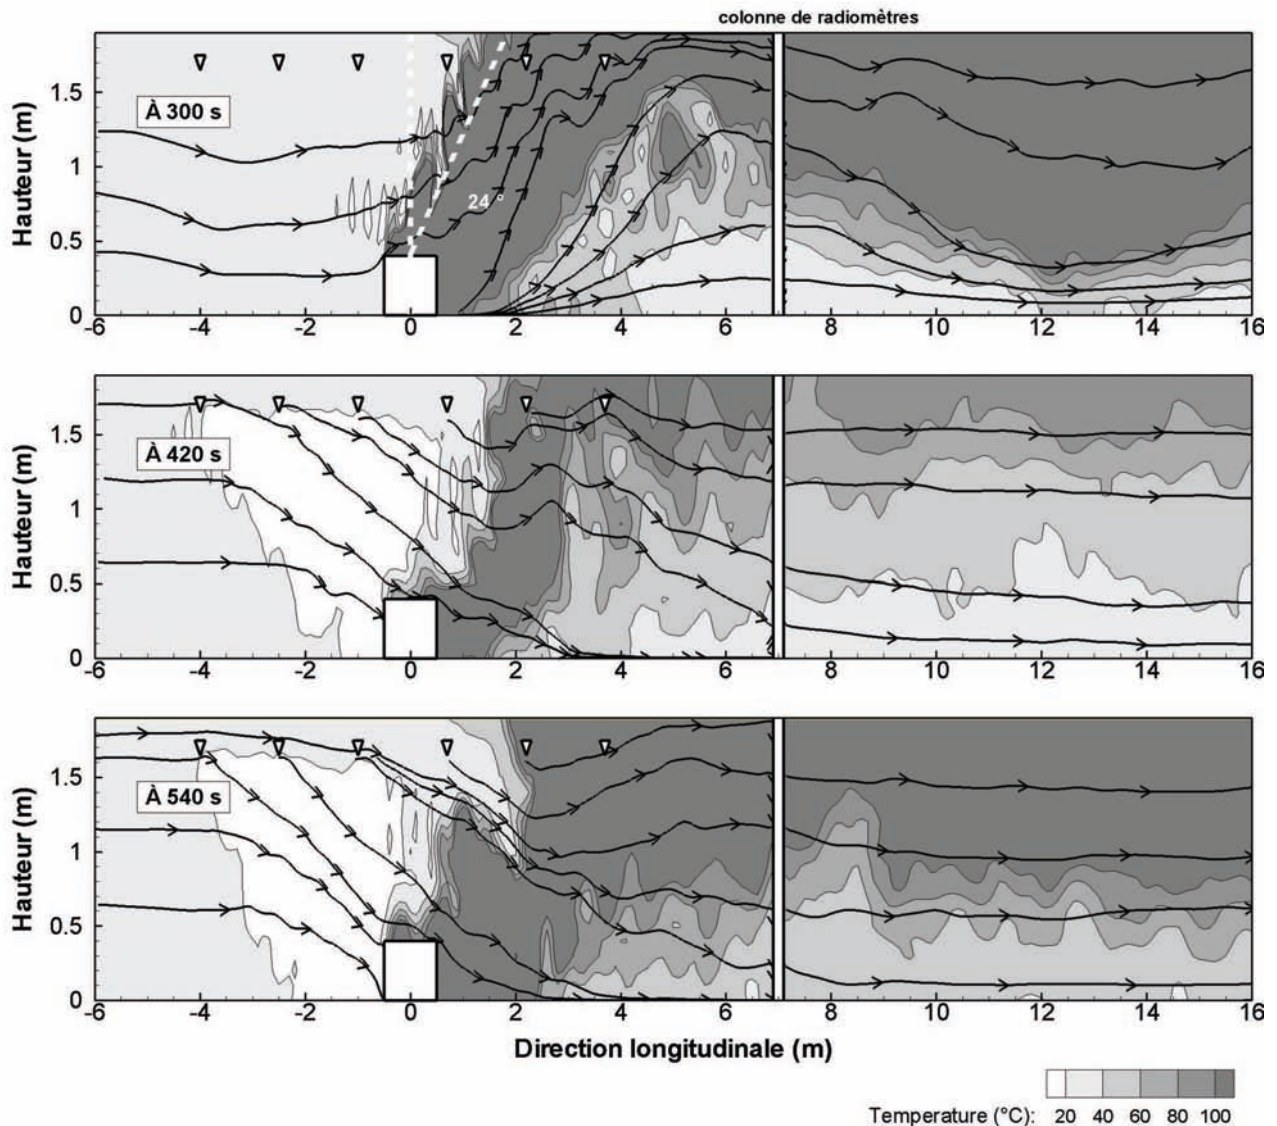 colonne de radiomètres
Hauteur (m)
1.5
1
0.5
0
À 300 s
24 °
-6 -4 -2 0 2 4 6 8 10 12 14 16
Hauteur (m)
1.5
1
0.5
0
À 420 s
-6 -4 -2 0 2 4 6 8 10 12 14 16
Hauteur (m)
1.5
1
0.5
0
À 540 s
-6 -4 -2 0 2 4 6 8 10 12 14 16
Direction longitudinale (m)
Temperature (°C): 20 40 60 80 100